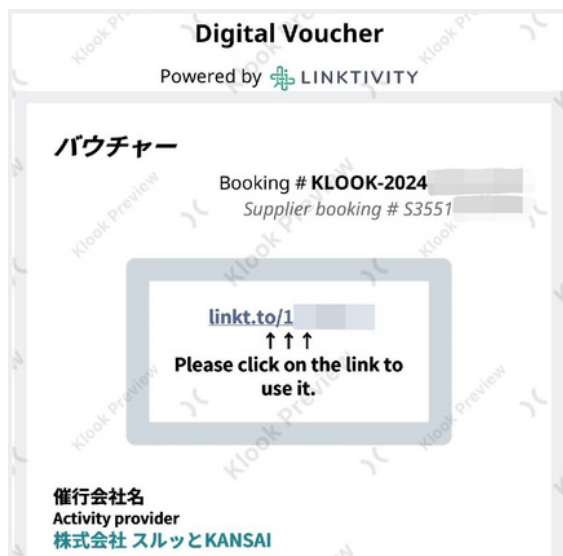 Digital Voucher
Powered by LINKTIVITY
バウチャー
Booking # KLOOK-2024
Supplier booking # S3551
linkt.to/1
↑ ↑ ↑
Please click on the link to
use it.
催行会社名
Activity provider
株式会社 スルッとKANSAI
Klook Preview